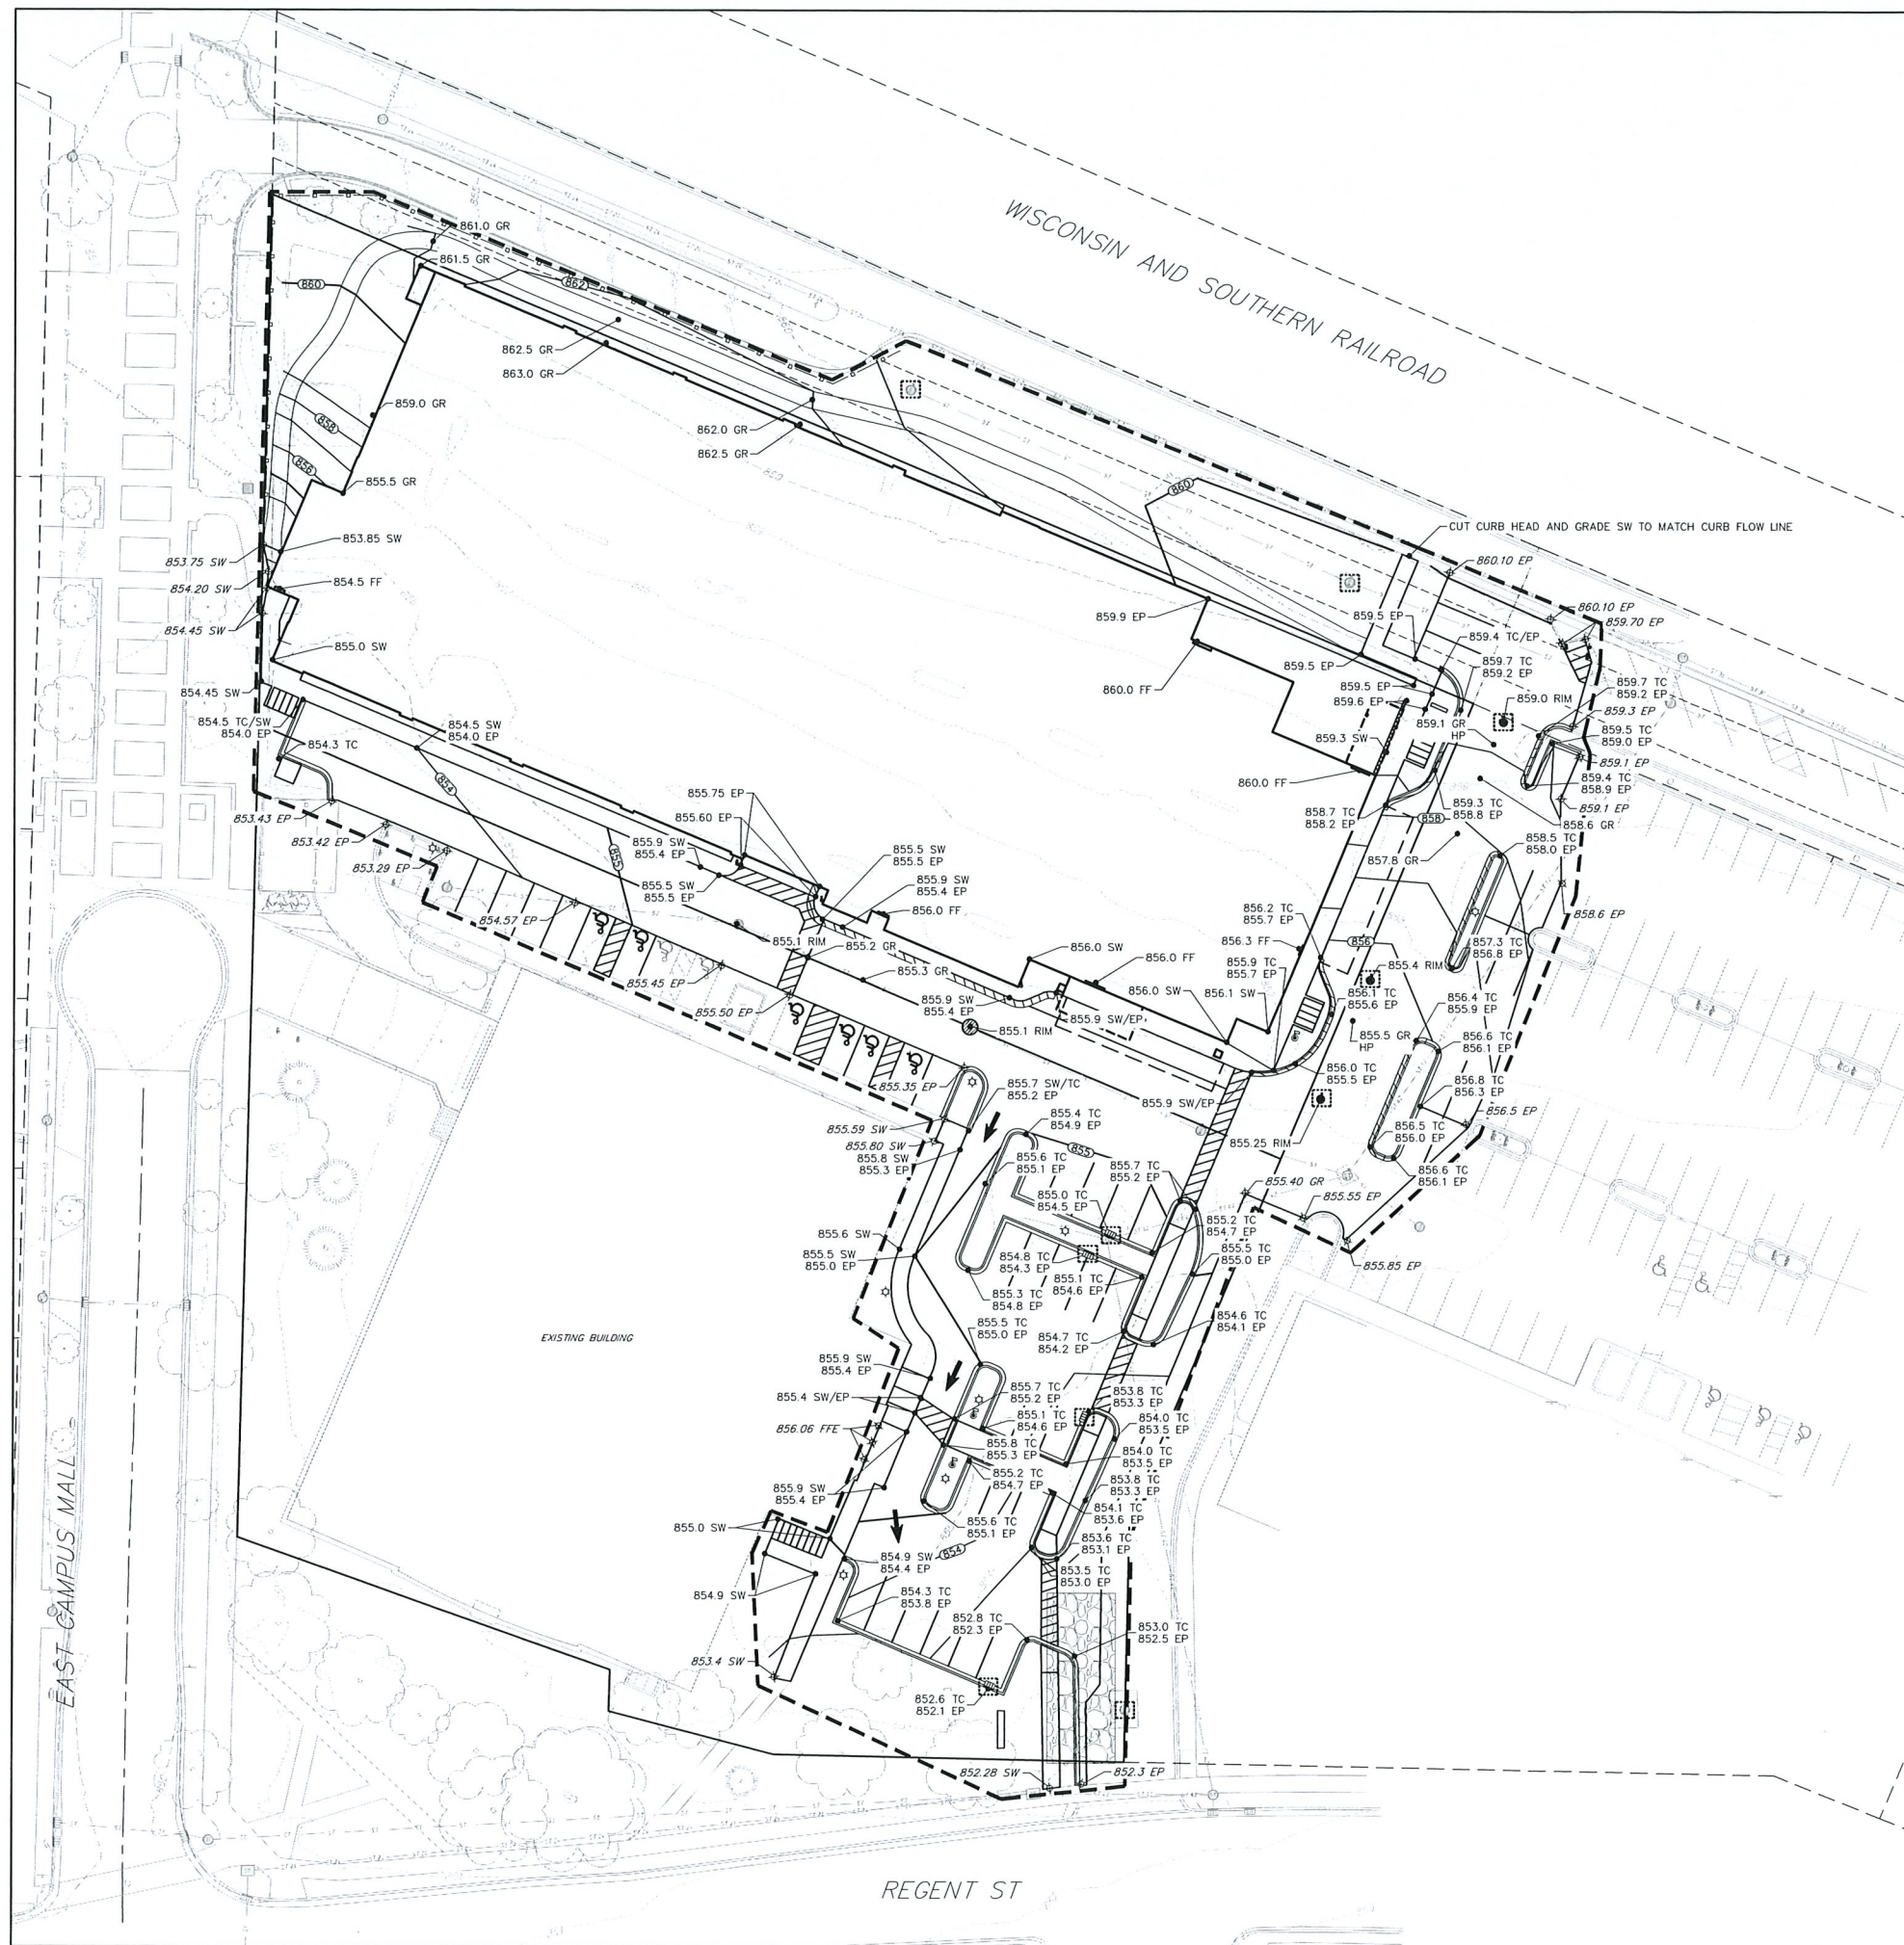 WISCONSIN AND SOUTHERN RAILROAD
861.0 GR
861.5 GR
860
862
862.5 GR
863.0 GR
859.0 GR
858
862.0 GR
862.5 GR
856
855.5 GR
860
CUT CURB HEAD AND GRADE SW TO MATCH CURB FLOW LINE
853.85 SW
853.75 SW
854.20 SW
854.5 FF
854.45 SW
855.0 SW
860.10 EP
860.10 EP
859.70 EP
859.9 EP
859.5 EP
859.4 TC/EP
859.7 TC
859.2 EP
859.5 EP
859.5 EP
859.6 EP
860.0 FF
859.0 RIM
859.7 TC
859.2 EP
859.3 EP
859.1 GR
HP
859.3 SW
859.5 TC
859.0 EP
859.1 EP
859.4 TC
858.9 EP
859.1 EP
860.0 FF
854.45 SW
854.5 TC/SW
854.0 EP
854.3 TC
854.5 SW
854.0 EP
854
853.43 EP
853.42 EP
853.29 EP
855.75 EP
855.60 EP
855
855.9 SW
855.4 EP
855.5 SW
855.5 EP
855.5 SW
855.5 EP
855.9 SW
855.4 EP
856.0 FF
854.57 EP
855.1 RIM
855.2 GR
855.3 GR
855.45 EP
855.50 EP
858.7 TC
858.2 EP
858
859.3 TC
858.8 EP
858.6 GR
858.5 TC
858.0 EP
857.8 GR
858.6 EP
856.2 TC
855.7 EP
856.3 FF
856
857.3 TC
856.8 EP
855.4 RIM
855.9 TC
855.7 EP
856.0 SW
856.0 FF
856.0 SW
856.1 SW
855.9 SW
855.4 EP
855.9 SW/EP
855.1 RIM
856.1 TC
855.6 EP
855.5 GR
HP
856.4 TC
855.9 EP
856.6 TC
856.1 EP
856.0 TC
855.5 EP
856.8 TC
856.3 EP
856.5 EP
855.35 EP
855.7 SW/TC
855.2 EP
855.9 SW/EP
855.25 RIM
856.5 TC
856.0 EP
856.6 TC
856.1 EP
855.59 SW
855.80 SW
855.8 SW
855.3 EP
855.4 TC
854.9 EP
855
855.6 TC
855.1 EP
855.7 TC
855.2 EP
855.0 TC
854.5 EP
855.40 GR
855.55 EP
855.85 EP
855.2 TC
854.7 EP
855.5 TC
855.0 EP
855.6 SW
855.5 SW
855.0 EP
854.8 TC
854.3 EP
855.1 TC
854.6 EP
855.3 TC
854.8 EP
854.6 TC
854.1 EP
854.7 TC
854.2 EP
855.5 TC
855.0 EP
EXISTING BUILDING
855.9 SW
855.4 EP
855.4 SW/EP
855.7 TC
855.2 EP
855.1 TC
854.6 EP
853.8 TC
853.3 EP
854.0 TC
853.5 EP
856.06 FFE
855.8 TC
855.3 EP
854.0 TC
853.5 EP
855.2 TC
854.7 EP
853.8 TC
853.3 EP
855.9 SW
855.4 EP
854.1 TC
853.6 EP
855.6 TC
855.1 EP
855.0 SW
853.6 TC
853.1 EP
854
853.5 TC
853.0 EP
854.9 SW
854.4 EP
854.9 SW
854.3 TC
853.8 EP
852.8 TC
852.3 EP
853.0 TC
852.5 EP
853.4 SW
852.6 TC
852.1 EP
852.28 SW
852.3 EP
EAST CAMPUS MALL
REGENT ST